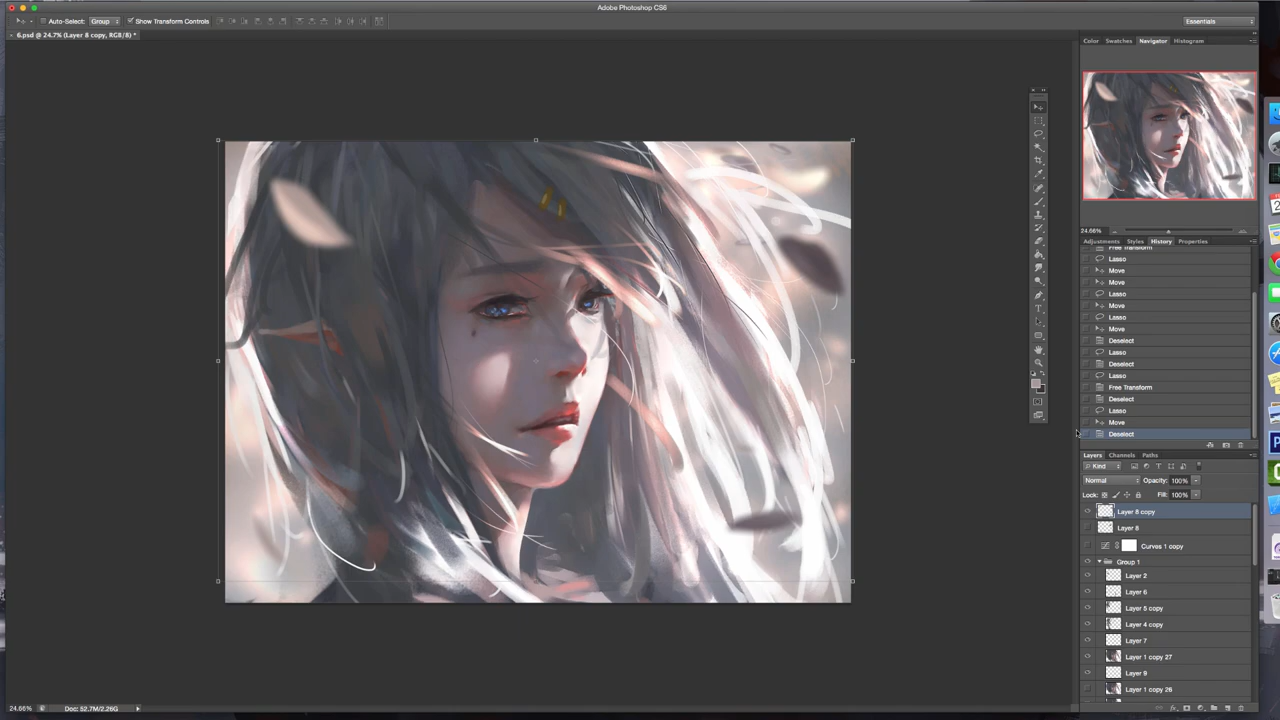 Adobe Photoshop CS6
Auto-Select: Group Show Transform Controls
Essentials
6.psd @ 24.7% (Layer 8 copy, RGB/8) *
Color Swatches Navigator Histogram
24.66%
Adjustments Styles History Properties
Free Transform
Lasso
Move
Move
Lasso
Move
Lasso
Move
Deselect
Lasso
Deselect
Lasso
Free Transform
Deselect
Lasso
Move
Deselect
Layers Channels Paths
Kind
Normal Opacity: 100%
Lock: Fill: 100%
Layer 8 copy
Layer 8
Curves 1 copy
Group 1
Layer 2
Layer 6
Layer 5 copy
Layer 4 copy
Layer 7
Layer 1 copy 27
Layer 9
Layer 1 copy 26
24.66% Doc: 52.7M/2.26G